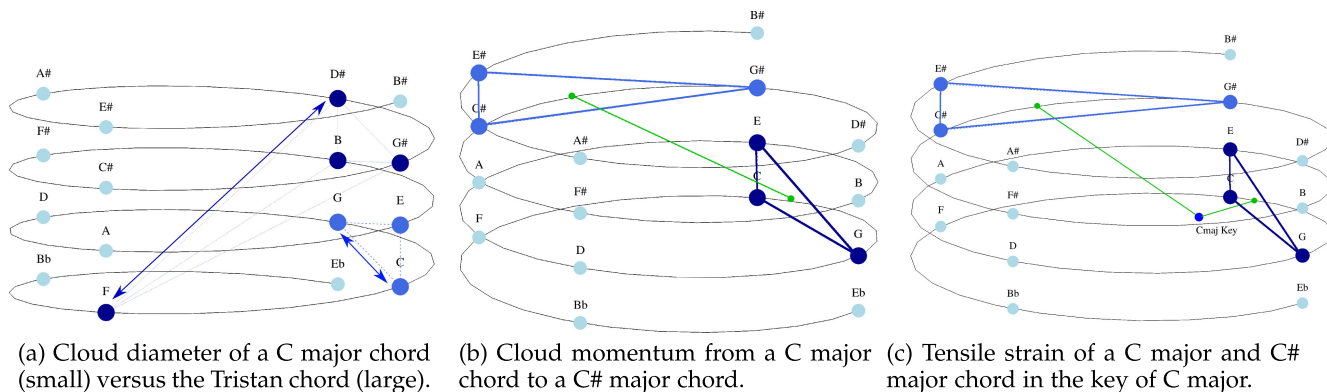 A#
D#
B#
E#
F#
B
G#
C#
D
G
E
A
Bb
F
Eb
C
(a) Cloud diameter of a C major chord
(small) versus the Tristan chord (large).
B#
E#
G#
C#
E
D#
A#
A
C
B
F#
F
G
D
Eb
Bb
(b) Cloud momentum from a C major
chord to a C# major chord.
B#
E#
G#
C#
E
D#
A#
A
C
B
F#
F
Cmaj Key
G
D
Eb
Bb
(c) Tensile strain of a C major and C#
major chord in the key of C major.